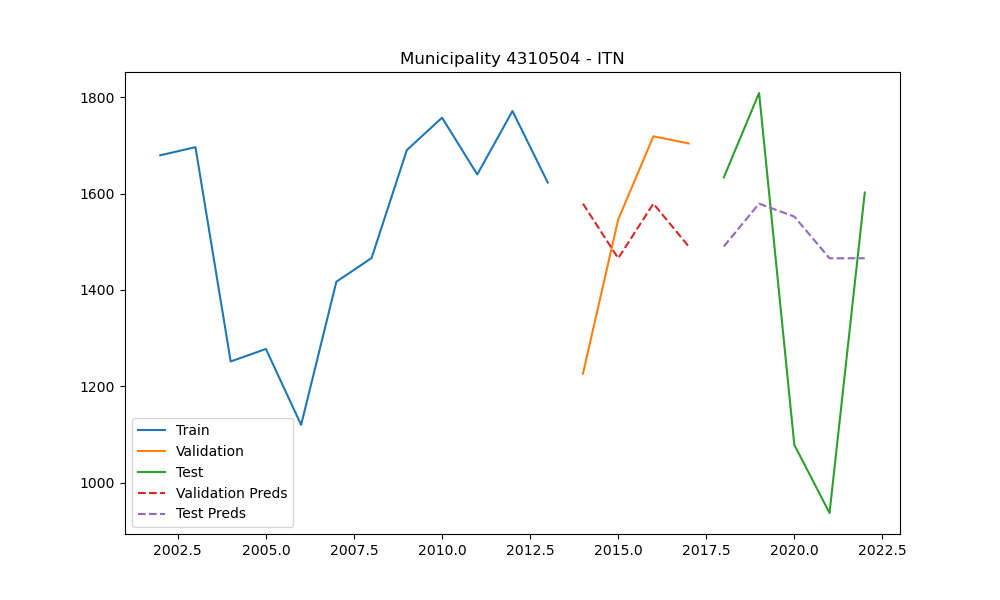 Municipality 4310504 - ITN
1800
1600
1400
1200
1000
Train
Validation
Test
Validation Preds
Test Preds
2002.5 2005.0 2007.5 2010.0 2012.5 2015.0 2017.5 2020.0 2022.5